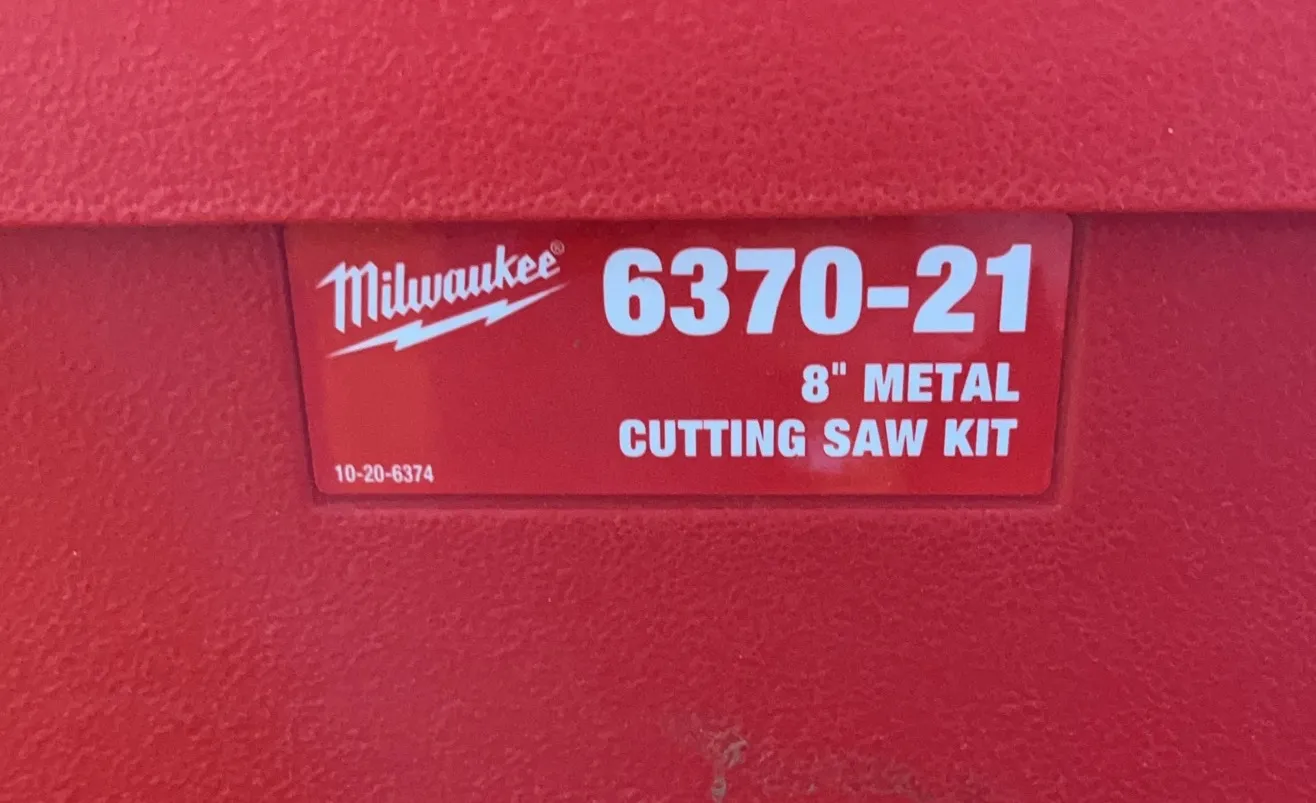 Milwaukee®
6370-21
8" METAL
CUTTING SAW KIT
10-20-6374